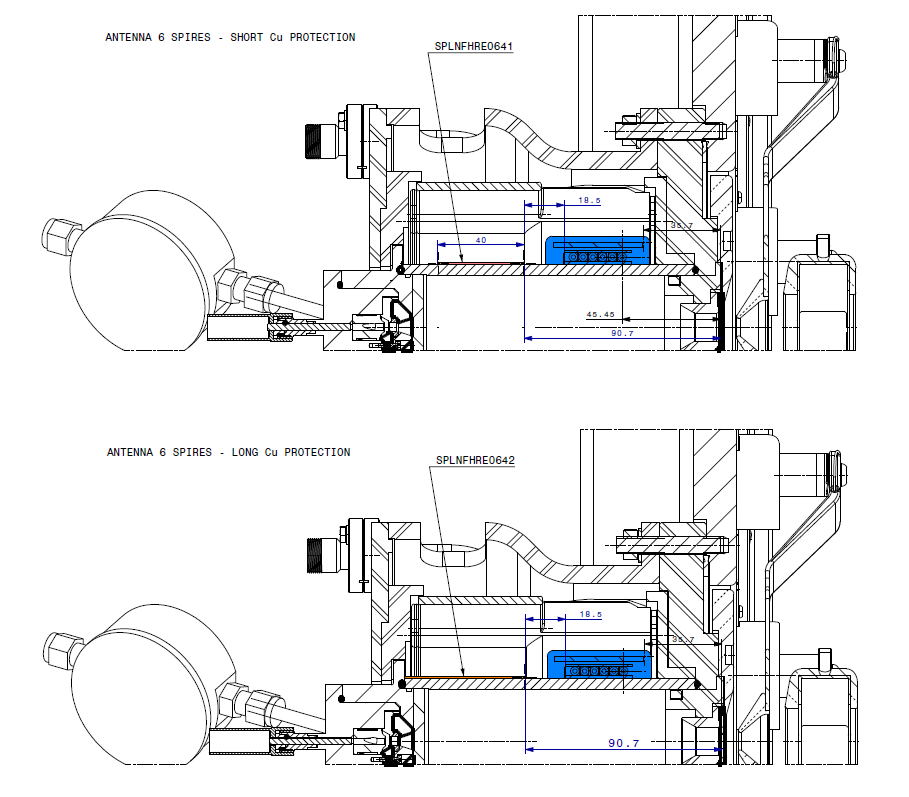 ANTENNA 6 SPIRES - SHORT Cu PROTECTION
SPLNFHRE0641
18.5
35.7
40
45.45
90.7
ANTENNA 6 SPIRES - LONG Cu PROTECTION
SPLNFHRE0642
18.5
35.7
90.7